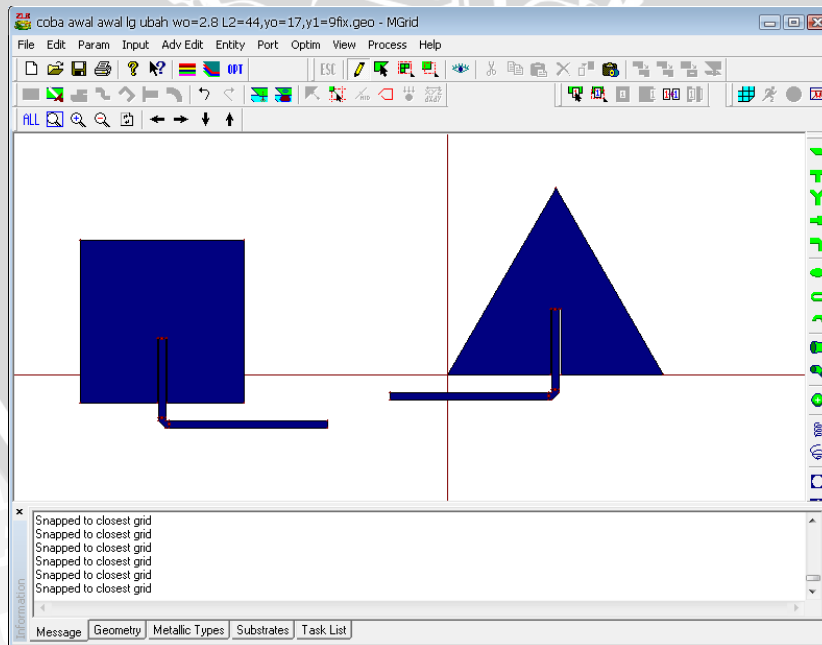 coba awal awal lg ubah wo=2.8 L2=44,yo=17,y1=9fix.geo - MGrid
File Edit Param Input Adv Edit Entity Port Optim View Process Help
ESC
OPT
ALL
Snapped to closest grid
Snapped to closest grid
Snapped to closest grid
Snapped to closest grid
Snapped to closest grid
Snapped to closest grid
Information
Message Geometry Metallic Types Substrates Task List